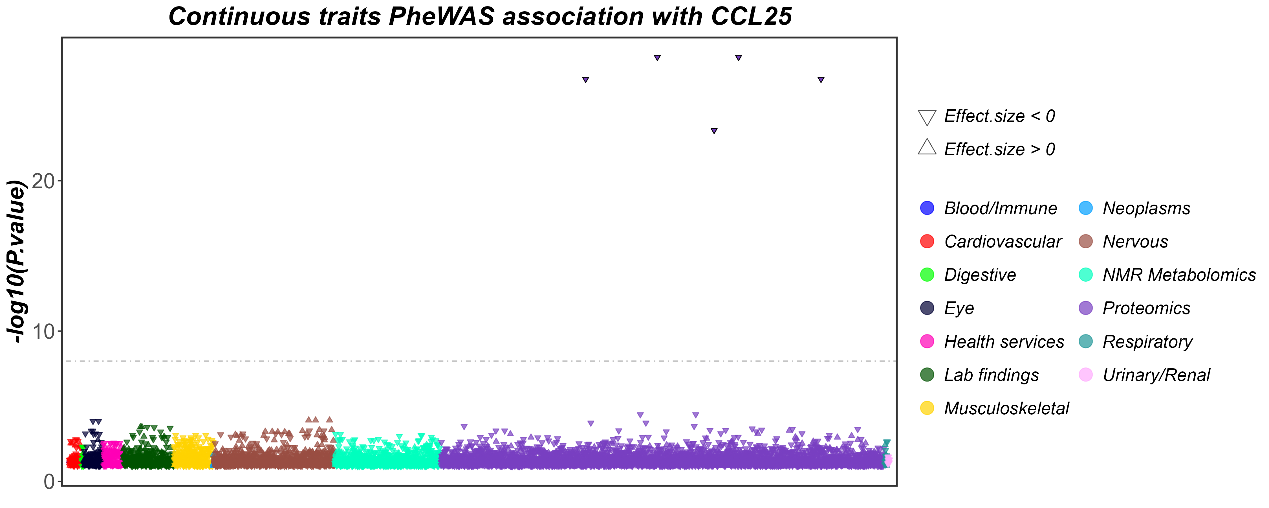 Continuous traits PheWAS association with CCL25
-log10(P.value)
20
10
0
Effect.size < 0
Effect.size > 0
Blood/Immune
Neoplasms
Cardiovascular
Nervous
Digestive
NMR Metabolomics
Eye
Proteomics
Health services
Respiratory
Lab findings
Urinary/Renal
Musculoskeletal